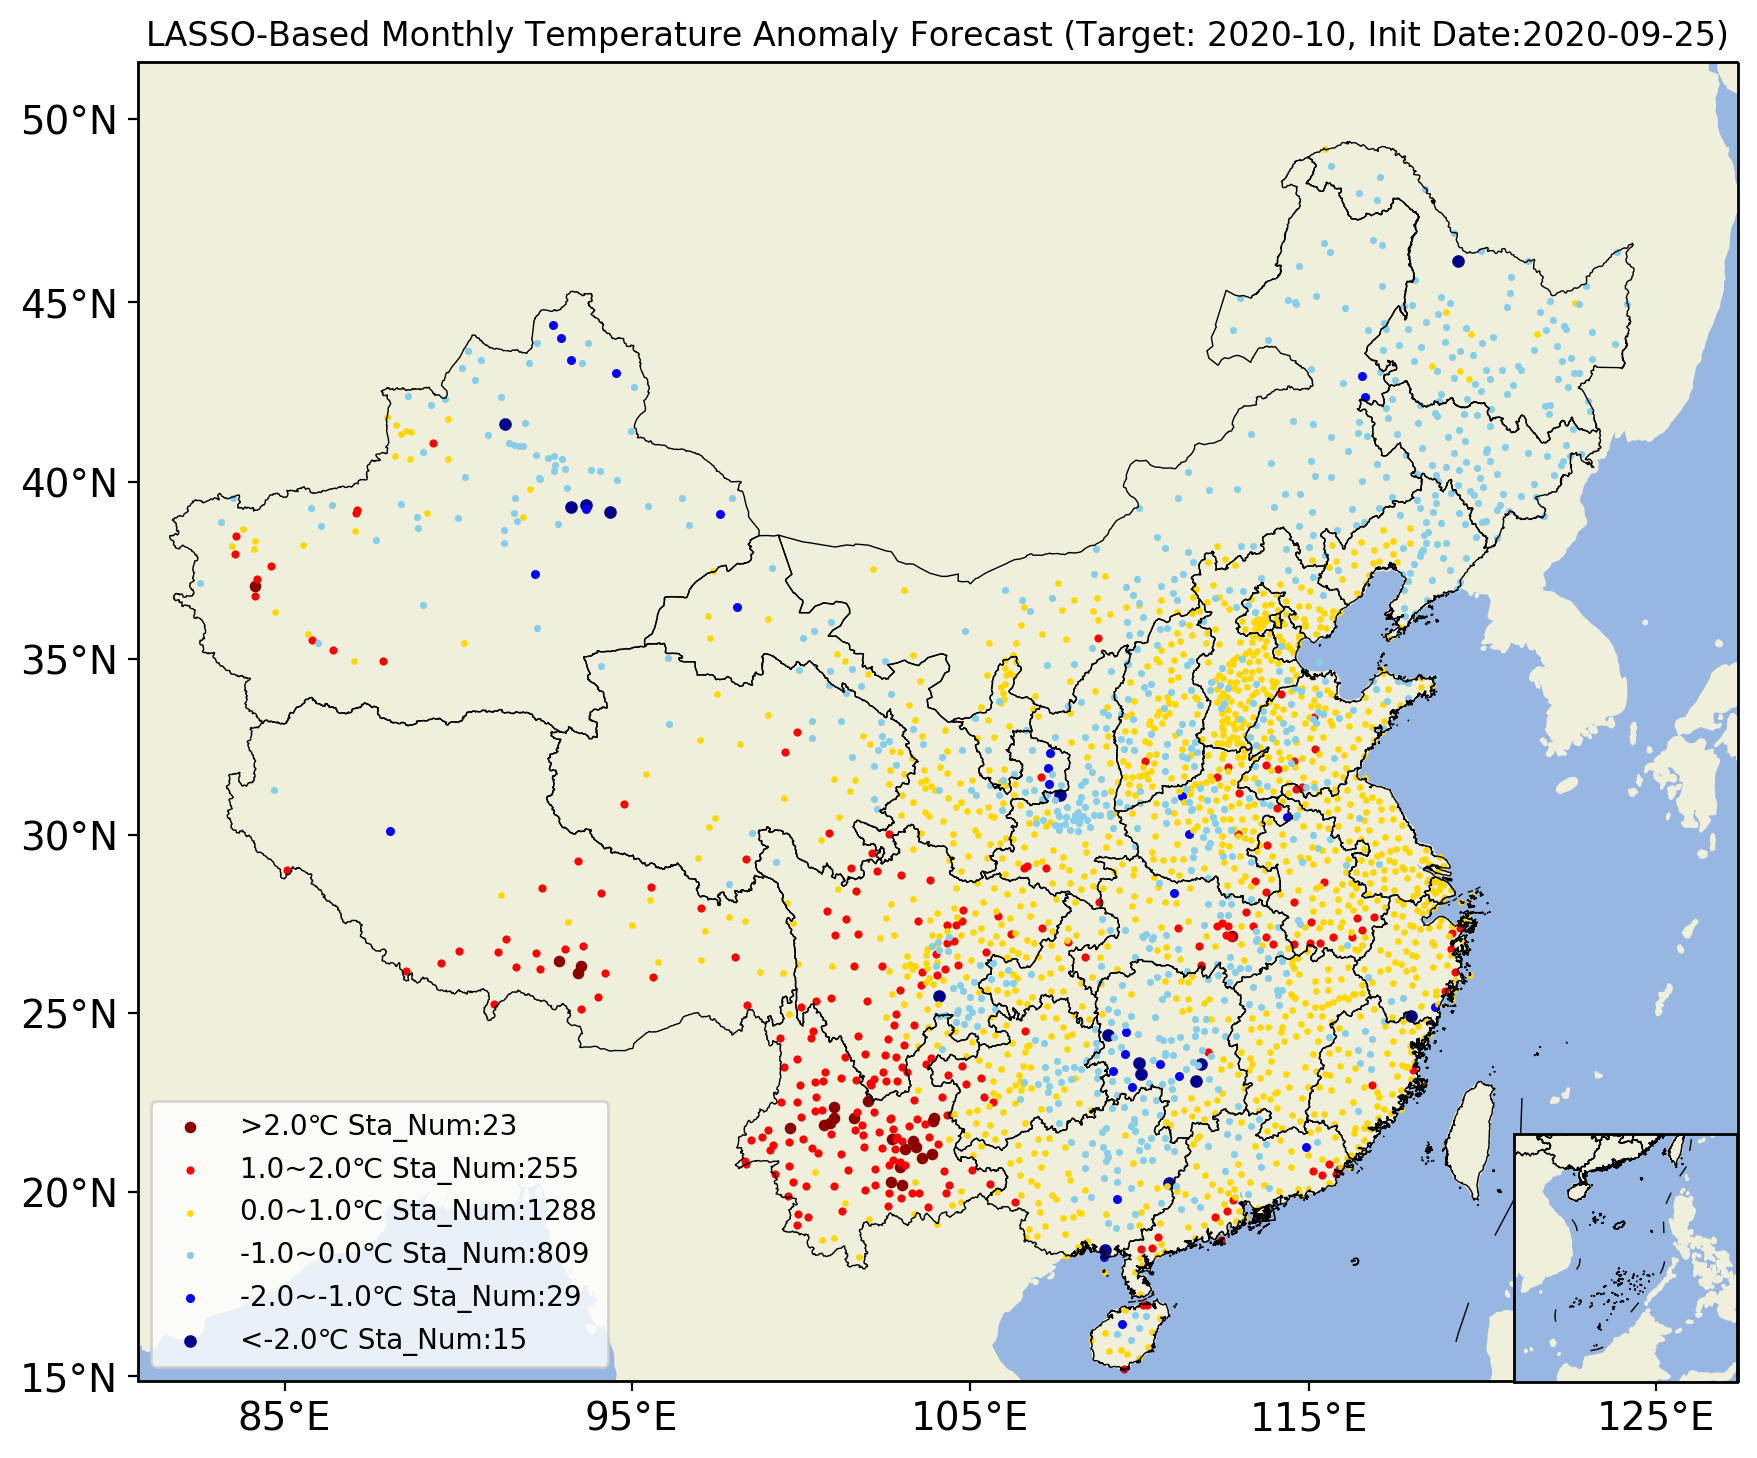 LASSO-Based Monthly Temperature Anomaly Forecast (Target: 2020-10, Init Date:2020-09-25)
50°N
45°N
40°N
35°N
30°N
25°N
20°N
15°N
>2.0℃ Sta_Num:23
1.0~2.0℃ Sta_Num:255
0.0~1.0℃ Sta_Num:1288
-1.0~0.0℃ Sta_Num:809
-2.0~-1.0℃ Sta_Num:29
<-2.0℃ Sta_Num:15
85°E
95°E
105°E
115°E
125°E